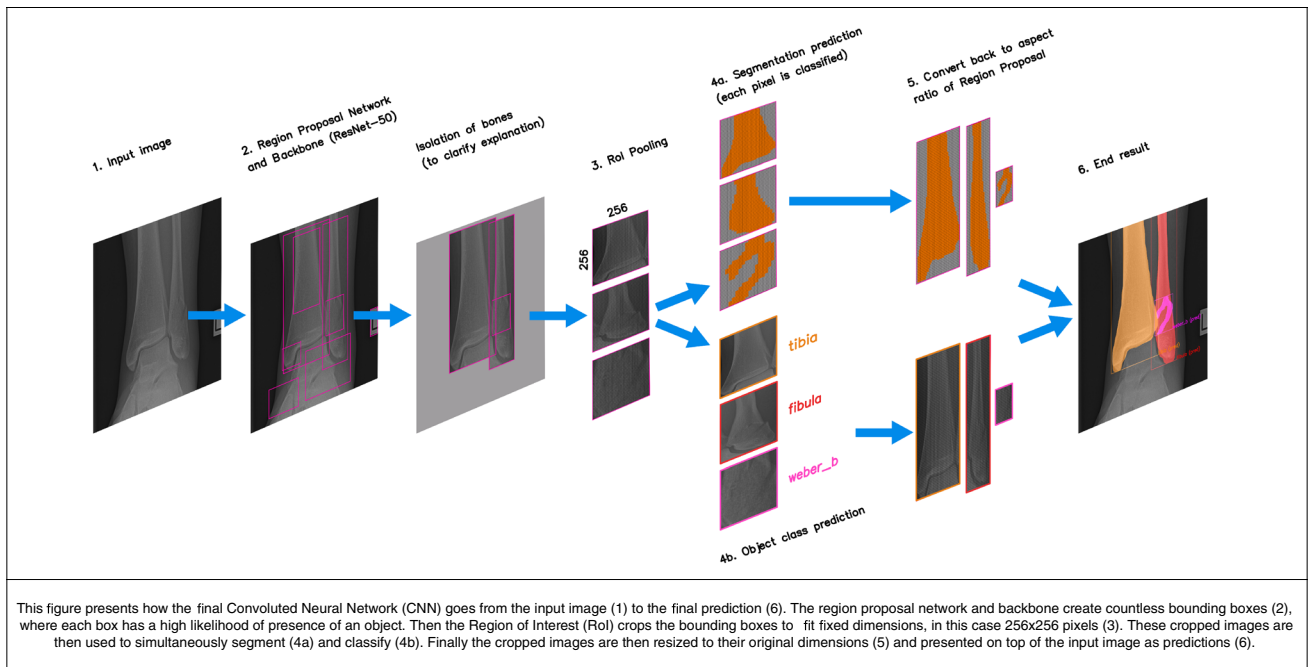 1. Input image
2. Region Proposal Network
and Backbone (ResNet-50)
Isolation of bones
(to clarify explanation)
3. RoI Pooling
256
256
4a. Segmentation prediction
(each pixel is classified)
tibia
fibula
weber_b
4b. Object class prediction
5. Convert back to aspect
ratio of Region Proposal
6. End result
This figure presents how the final Convoluted Neural Network (CNN) goes from the input image (1) to the final prediction (6). The region proposal network and backbone create countless bounding boxes (2),
where each box has a high likelihood of presence of an object. Then the Region of Interest (RoI) crops the bounding boxes to fit fixed dimensions, in this case 256x256 pixels (3). These cropped images are
then used to simultaneously segment (4a) and classify (4b). Finally the cropped images are then resized to their original dimensions (5) and presented on top of the input image as predictions (6).